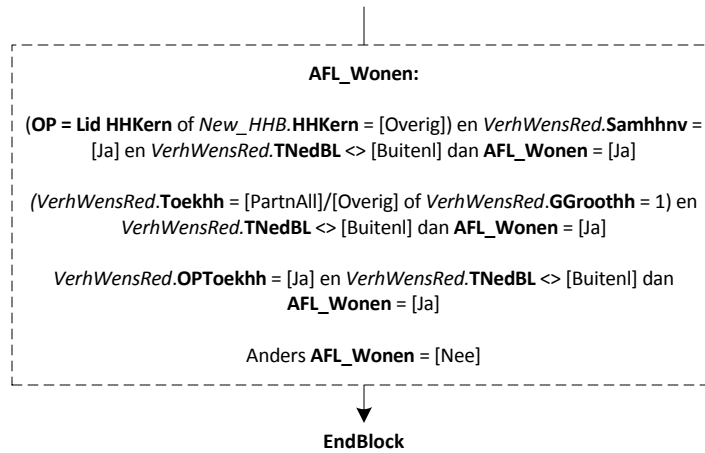 AFL_Wonen:
(OP = Lid HHKern of New_HHB.HHKern = [Overig]) en VerhWensRed.Samhhnv =
[Ja] en VerhWensRed.TNedBL <> [Buitenl] dan AFL_Wonen = [Ja]
(VerhWensRed.Toekhh = [PartnAll]/[Overig] of VerhWensRed.GGroothh = 1) en
VerhWensRed.TNedBL <> [Buitenl] dan AFL_Wonen = [Ja]
VerhWensRed.OPToekhh = [Ja] en VerhWensRed.TNedBL <> [Buitenl] dan
AFL_Wonen = [Ja]
Anders AFL_Wonen = [Nee]
EndBlock